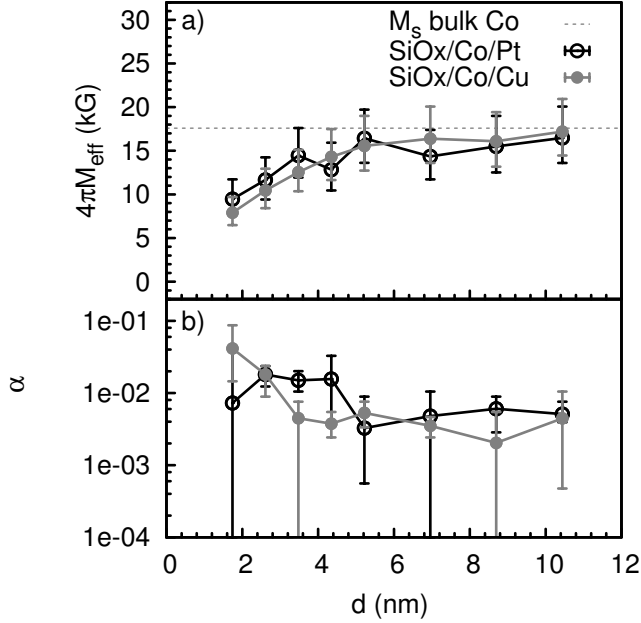 a)
M_s bulk Co
SiOx/Co/Pt
SiOx/Co/Cu
30
25
20
15
10
5
0
4πM_eff (kG)
b)
1e-01
1e-02
1e-03
1e-04
α
0 2 4 6 8 10 12
d (nm)